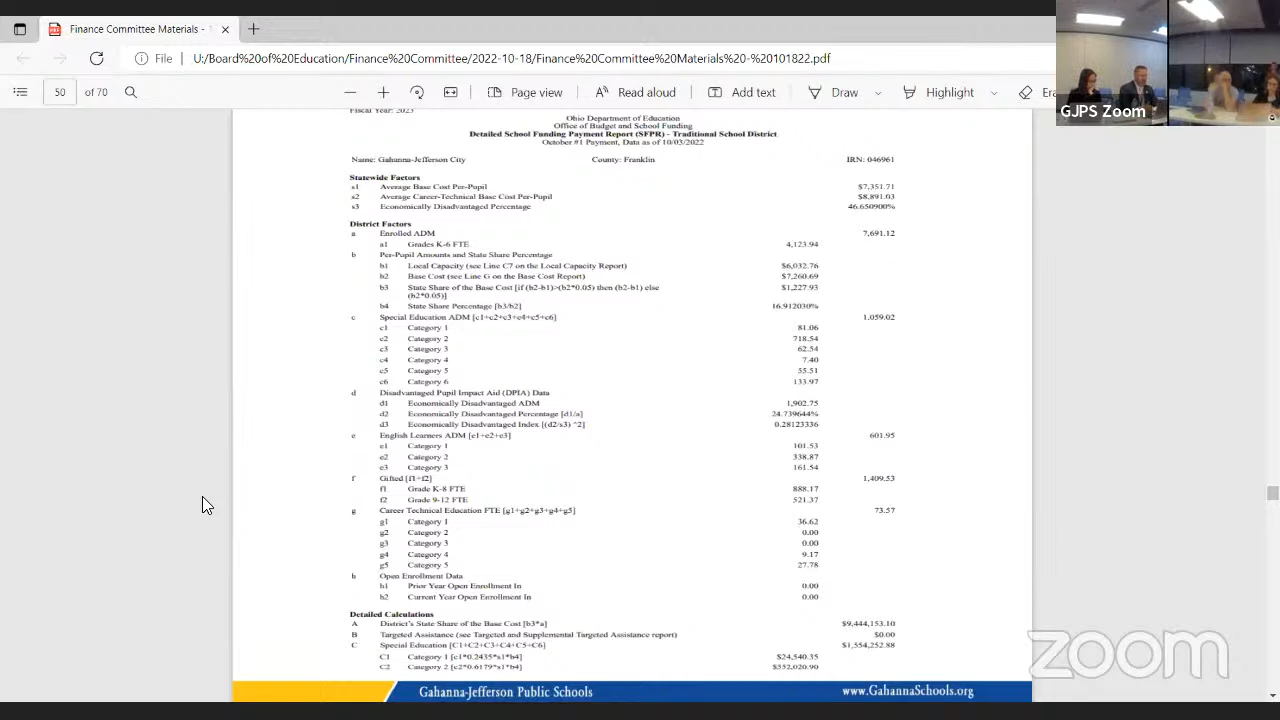 Finance Committee Materials -
File U:/Board%20of%20Education/Finance%20Committee/2022-10-18/Finance%20Committee%20Materials%20-%20101822.pdf
50 of 70 Page view Read aloud Add text Draw Highlight
GJPS Zoom
Fiscal Year: 2023
Ohio Department of Education
Office of Budget and School Funding
Detailed School Funding Payment Report (SFPR) - Traditional School District
October #1 Payment, Data as of 10/03/2022
Name: Gahanna-Jefferson City County: Franklin IRN: 046961
Statewide Factors
s1 Average Base Cost Per-Pupil $7,351.71
s2 Average Career-Technical Base Cost Per-Pupil $8,891.03
s3 Economically Disadvantaged Percentage 46.650900%
District Factors
a Enrolled ADM 7,691.12
a1 Grades K-6 FTE 4,123.94
b Per-Pupil Amounts and State Share Percentage
b1 Local Capacity (see Line C7 on the Local Capacity Report) $6,032.76
b2 Base Cost (see Line G on the Base Cost Report) $7,260.69
b3 State Share of the Base Cost [if (b2-b1)>(b2*0.05) then (b2-b1) else $1,227.93
(b2*0.05)]
b4 State Share Percentage [b3/b2] 16.912030%
c Special Education ADM [c1+c2+c3+c4+c5+c6] 1,059.02
c1 Category 1 81.06
c2 Category 2 718.54
c3 Category 3 62.54
c4 Category 4 7.40
c5 Category 5 55.51
c6 Category 6 133.97
d Disadvantaged Pupil Impact Aid (DPIA) Data
d1 Economically Disadvantaged ADM 1,902.75
d2 Economically Disadvantaged Percentage [d1/a] 24.739644%
d3 Economically Disadvantaged Index [(d2/s3) ^2] 0.28123336
e English Learners ADM [e1+e2+e3] 601.95
e1 Category 1 101.53
e2 Category 2 338.87
e3 Category 3 161.54
f Gifted [f1+f2] 1,409.53
f1 Grade K-8 FTE 888.17
f2 Grade 9-12 FTE 521.37
g Career Technical Education FTE [g1+g2+g3+g4+g5] 73.57
g1 Category 1 36.62
g2 Category 2 0.00
g3 Category 3 0.00
g4 Category 4 9.17
g5 Category 5 27.78
h Open Enrollment Data
h1 Prior Year Open Enrollment In 0.00
h2 Current Year Open Enrollment In 0.00
Detailed Calculations
A District's State Share of the Base Cost [b3*a] $9,444,153.10
B Targeted Assistance (see Targeted and Supplemental Targeted Assistance report) $0.00
C Special Education [C1+C2+C3+C4+C5+C6] $1,554,252.88
C1 Category 1 [c1*0.2435*s1*b4] $24,540.35
C2 Category 2 [c2*0.6179*s1*b4] $552,020.90
Gahanna-Jefferson Public Schools www.GahannaSchools.org
zoom